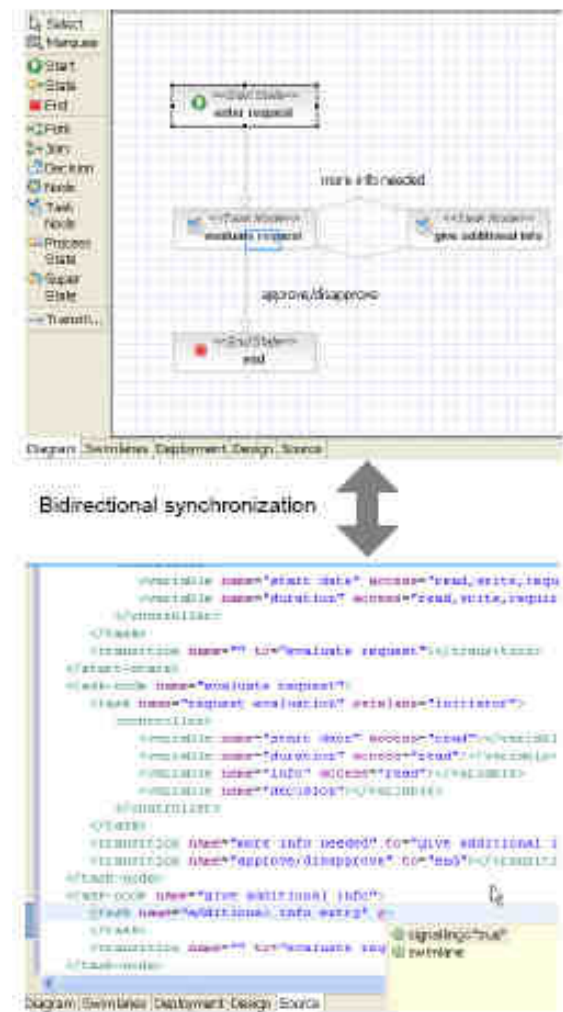 Select
Marquee
Start
State
End
Fork
Join
Decision
Node
Task
Node
Process
State
Super
State
Transiti...
<<Start State>>
enter request
more info needed
<<Task Node>>
evaluate request
<<Task Node>>
give additional info
approve/disapprove
<<End State>>
end
Diagram Swimlanes Deployment Design Source
Bidirectional synchronization
<variable name="start date" access="read,write,requi
<variable name="duration" access="read,write,requir
</controller>
</task>
<transition name="" to="evaluate request"></transition>
</start-state>
<task-node name="evaluate request">
<task name="request evaluation" swimlane="initiator">
<controller>
<variable name="start date" access="read"></variabl
<variable name="duration" access="read"></variable>
<variable name="info" access="read"></variable>
<variable name="decision"></variable>
</controller>
</task>
<transition name="more info needed" to="give additional i
<transition name="approve/disapprove" to="end"></transiti
</task-node>
<task-node name="give additional info">
<task name="additional info entry"
</task>
<transition name="" to="evaluate req
</task-node>
signalling="true"
swimlane
Diagram Swimlanes Deployment Design Source